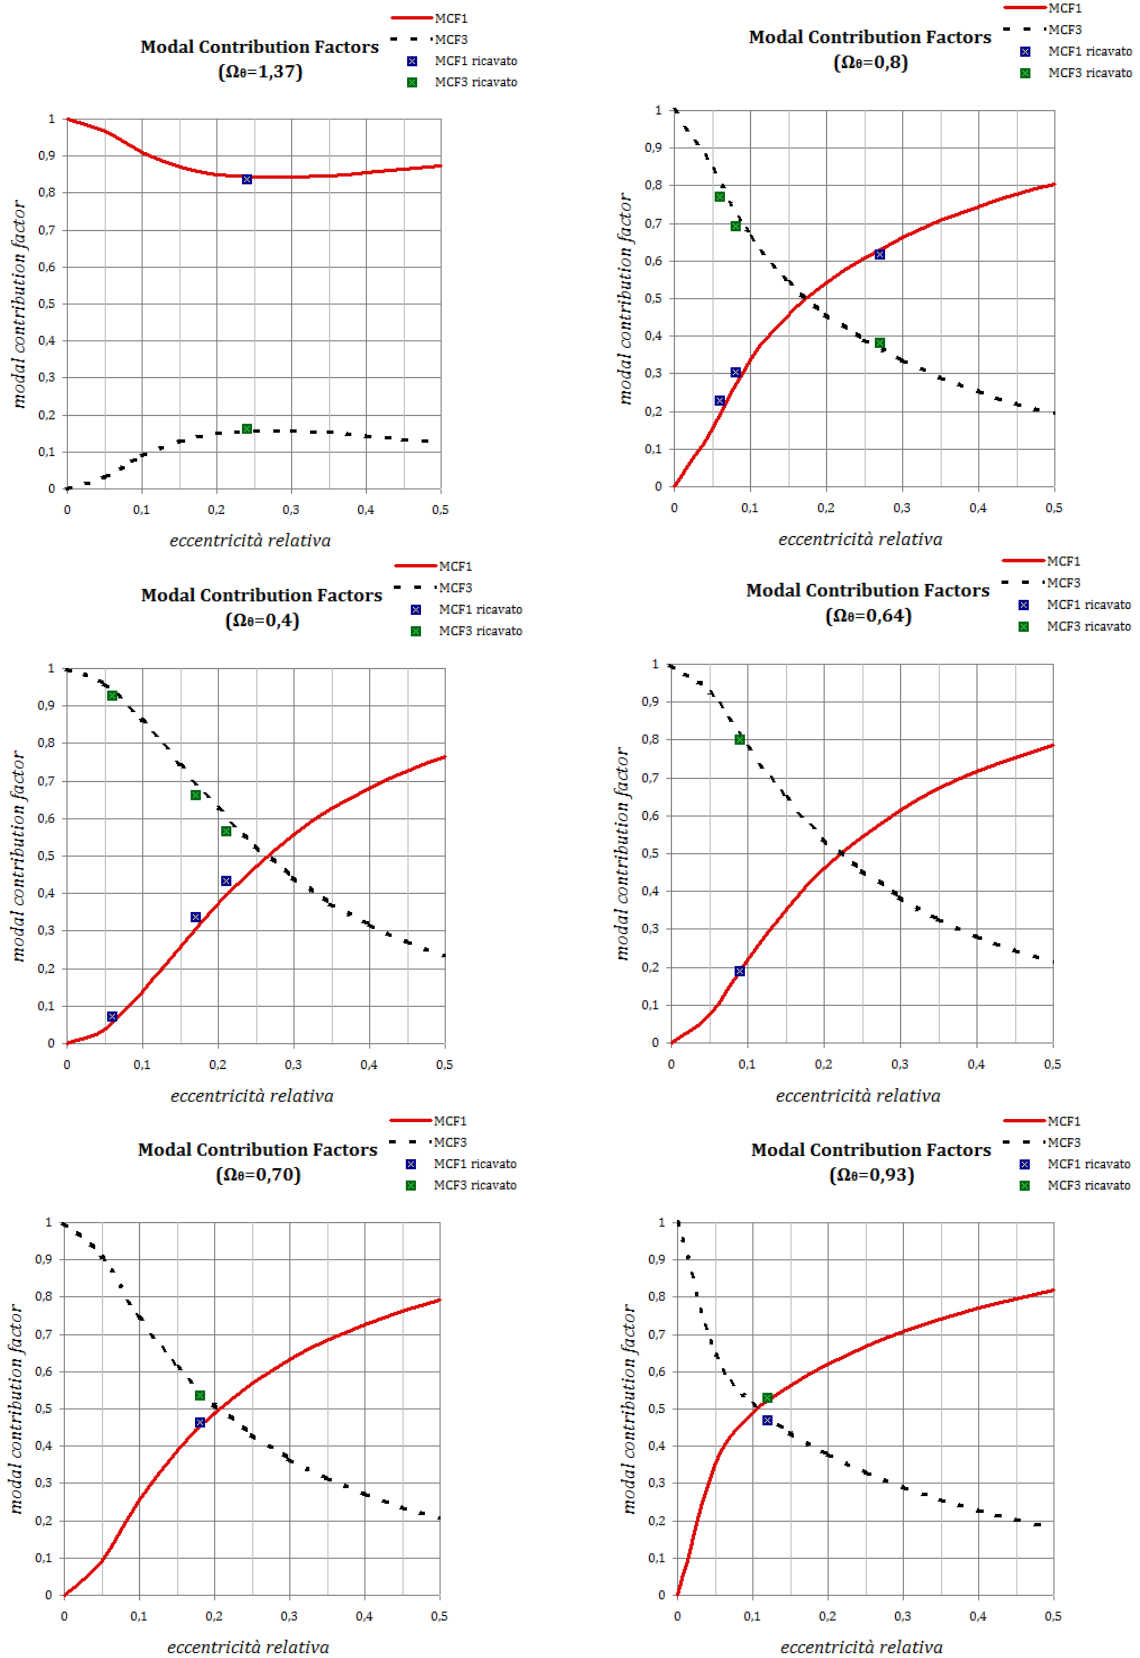 Modal Contribution Factors
(Ωθ=1,37)
MCF1
MCF3
MCF1 ricavato
MCF3 ricavato
modal contribution factor
1
0,9
0,8
0,7
0,6
0,5
0,4
0,3
0,2
0,1
0
0 0,1 0,2 0,3 0,4 0,5
eccentricità relativa
Modal Contribution Factors
(Ωθ=0,8)
MCF1
MCF3
MCF1 ricavato
MCF3 ricavato
modal contribution factor
1
0,9
0,8
0,7
0,6
0,5
0,4
0,3
0,2
0,1
0
0 0,1 0,2 0,3 0,4 0,5
eccentricità relativa
Modal Contribution Factors
(Ωθ=0,4)
MCF1
MCF3
MCF1 ricavato
MCF3 ricavato
modal contribution factor
1
0,9
0,8
0,7
0,6
0,5
0,4
0,3
0,2
0,1
0
0 0,1 0,2 0,3 0,4 0,5
eccentricità relativa
Modal Contribution Factors
(Ωθ=0,64)
MCF1
MCF3
MCF1 ricavato
MCF3 ricavato
modal contribution factor
1
0,9
0,8
0,7
0,6
0,5
0,4
0,3
0,2
0,1
0
0 0,1 0,2 0,3 0,4 0,5
eccentricità relativa
Modal Contribution Factors
(Ωθ=0,70)
MCF1
MCF3
MCF1 ricavato
MCF3 ricavato
modal contribution factor
1
0,9
0,8
0,7
0,6
0,5
0,4
0,3
0,2
0,1
0
0 0,1 0,2 0,3 0,4 0,5
eccentricità relativa
Modal Contribution Factors
(Ωθ=0,93)
MCF1
MCF3
MCF1 ricavato
MCF3 ricavato
modal contribution factor
1
0,9
0,8
0,7
0,6
0,5
0,4
0,3
0,2
0,1
0
0 0,1 0,2 0,3 0,4 0,5
eccentricità relativa